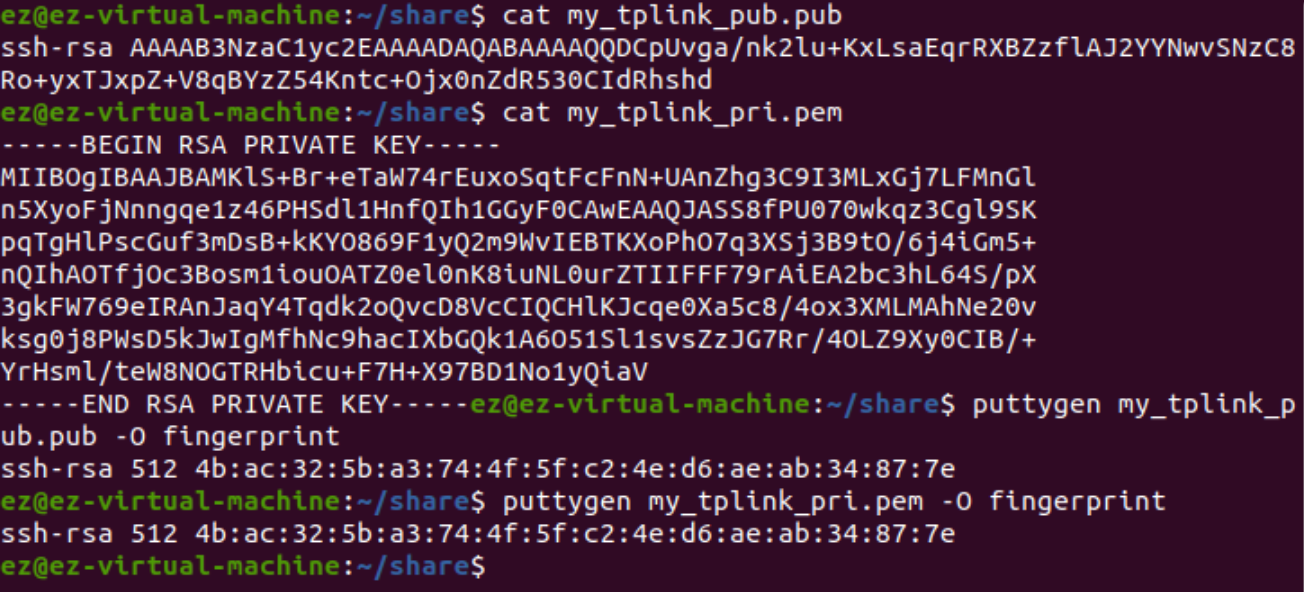 ez@ez-virtual-machine:~/share$ cat my_tplink_pub.pub
ssh-rsa AAAAB3NzaC1yc2EAAAADAQABAAAAQQDCpUvga/nk2lu+KxLsaEqrRXBZzflAJ2YYNwvSNzC8
Ro+yxTJxpZ+V8qBYzZ54Kntc+Ojx0nZdR530CIdRhshd
ez@ez-virtual-machine:~/share$ cat my_tplink_pri.pem
-----BEGIN RSA PRIVATE KEY-----
MIIBOgIBAAJBAMKlS+Br+eTaW74rEuxoSqtFcFnN+UAnZhg3C9I3MLxGj7LFMnGl
n5XyoFjNnngqe1z46PHSdl1HnfQIh1GGyF0CAwEAAQJASS8fPU070wkqz3Cgl9SK
pqTgHlPscGuf3mDsB+kKYO869F1yQ2m9WvIEBTKXoPhO7q3XSj3B9tO/6j4iGm5+
nQIhAOTfjOc3Bosm1iouOATZ0el0nK8iuNL0urZTIIFFF79rAiEA2bc3hL64S/pX
3gkFW769eIRAnJaqY4Tqdk2oQvcD8VcCIQCHlKJcqe0Xa5c8/4ox3XMLMAhNe20v
ksg0j8PWsD5kJwIgMfhNc9hacIXbGQk1A6O51Sl1svsZzJG7Rr/4OLZ9Xy0CIB/+
YrHsml/teW8NOGTRHbicu+F7H+X97BD1No1yQiaV
-----END RSA PRIVATE KEY-----ez@ez-virtual-machine:~/share$ puttygen my_tplink_p
ub.pub -O fingerprint
ssh-rsa 512 4b:ac:32:5b:a3:74:4f:5f:c2:4e:d6:ae:ab:34:87:7e
ez@ez-virtual-machine:~/share$ puttygen my_tplink_pri.pem -O fingerprint
ssh-rsa 512 4b:ac:32:5b:a3:74:4f:5f:c2:4e:d6:ae:ab:34:87:7e
ez@ez-virtual-machine:~/share$